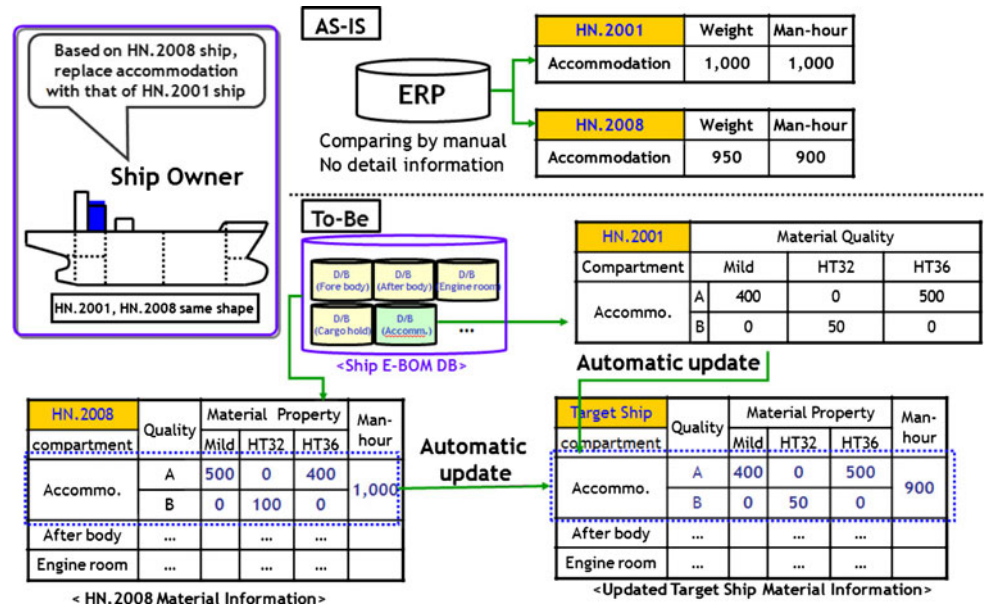 Based on HN.2008 ship,
replace accommodation
with that of HN.2001 ship
Ship Owner
HN.2001, HN.2008 same shape
AS-IS
ERP
Comparing by manual
No detail information
HN.2001 Weight Man-hour
Accommodation 1,000 1,000
HN.2008 Weight Man-hour
Accommodation 950 900
To-Be
D/B (Fore body)
D/B (After body)
D/B (Engine room)
D/B (Cargo hold)
D/B (Accomm.)
...
<Ship E-BOM DB>
HN.2001 Material Quality
Compartment Mild HT32 HT36
Accommo. A 400 0 500
B 0 50 0
Automatic update
HN.2008 Quality Material Property Man-hour
compartment Mild HT32 HT36
Accommo. A 500 0 400 1,000
B 0 100 0
After body ... ... ...
Engine room ... ... ...
< HN.2008 Material Information>
Automatic
update
Target Ship Quality Material Property Man-hour
compartment Mild HT32 HT36
Accommo. A 400 0 500 900
B 0 50 0
After body ... ... ...
Engine room ... ... ...
<Updated Target Ship Material Information>